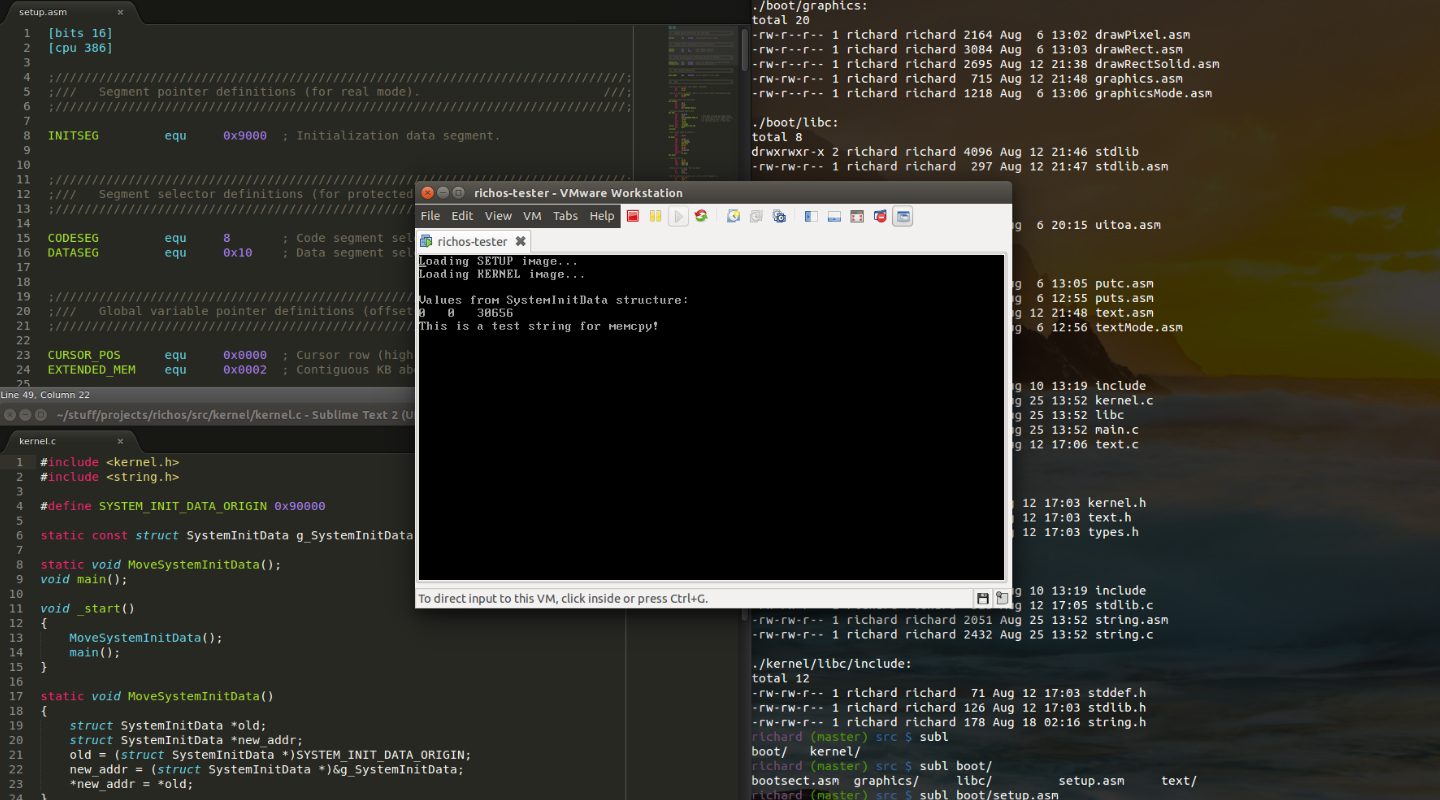 setup.asm ×
1 [bits 16]
2 [cpu 386]
3
4 ;///////////////////////////////////////////////////////////////////////////////;
5 ;/// Segment pointer definitions (for real mode). ///;
6 ;///////////////////////////////////////////////////////////////////////////////;
7
8 INITSEG equ 0x9000 ; Initialization data segment.
9
10
11 ;///////////////////////////////////////////////////////////////////////////////;
12 ;/// Segment selector definitions (for protected
13 ;//////////////////////////////////////////////////
14
15 CODESEG equ 8 ; Code segment sel
16 DATASEG equ 0x10 ; Data segment sel
17
18
19 ;//////////////////////////////////////////////////
20 ;/// Global variable pointer definitions (offset
21 ;//////////////////////////////////////////////////
22
23 CURSOR_POS equ 0x0000 ; Cursor row (high
24 EXTENDED_MEM equ 0x0002 ; Contiguous KB ab
25
Line 49, Column 22
~/stuff/projects/richos/src/kernel/kernel.c - Sublime Text 2 (U
kernel.c ×
1 #include <kernel.h>
2 #include <string.h>
3
4 #define SYSTEM_INIT_DATA_ORIGIN 0x90000
5
6 static const struct SystemInitData g_SystemInitData
7
8 static void MoveSystemInitData();
9 void main();
10
11 void _start()
12 {
13 MoveSystemInitData();
14 main();
15 }
16
17 static void MoveSystemInitData()
18 {
19 struct SystemInitData *old;
20 struct SystemInitData *new_addr;
21 old = (struct SystemInitData *)SYSTEM_INIT_DATA_ORIGIN;
22 new_addr = (struct SystemInitData *)&g_SystemInitData;
23 *new_addr = *old;
24 }
richos-tester - VMware Workstation
File Edit View VM Tabs Help
richos-tester
Loading SETUP image...
Loading KERNEL image...
Values from SystemInitData structure:
0 0 30656
This is a test string for memcpy!
To direct input to this VM, click inside or press Ctrl+G.
./boot/graphics:
total 20
-rw-r--r-- 1 richard richard 2164 Aug 6 13:02 drawPixel.asm
-rw-r--r-- 1 richard richard 3084 Aug 6 13:03 drawRect.asm
-rw-r--r-- 1 richard richard 2695 Aug 12 21:38 drawRectSolid.asm
-rw-rw-r-- 1 richard richard 715 Aug 12 21:48 graphics.asm
-rw-r--r-- 1 richard richard 1218 Aug 6 13:06 graphicsMode.asm
./boot/libc:
total 8
drwxrwxr-x 2 richard richard 4096 Aug 12 21:46 stdlib
-rw-rw-r-- 1 richard richard 297 Aug 12 21:47 stdlib.asm
g 6 20:15 ultoa.asm
g 6 13:05 putc.asm
g 6 12:55 puts.asm
g 12 21:48 text.asm
g 6 12:56 textMode.asm
g 10 13:19 include
g 25 13:52 kernel.c
g 25 13:52 libc
g 25 13:52 main.c
g 12 17:06 text.c
g 12 17:03 kernel.h
g 12 17:03 text.h
g 12 17:03 types.h
g 10 13:19 include
g 12 17:05 stdlib.c
-rw-rw-r-- 1 richard richard 2051 Aug 25 13:52 string.asm
-rw-rw-r-- 1 richard richard 2432 Aug 25 13:52 string.c
./kernel/libc/include:
total 12
-rw-rw-r-- 1 richard richard 71 Aug 12 17:03 stddef.h
-rw-rw-r-- 1 richard richard 126 Aug 12 17:03 stdlib.h
-rw-rw-r-- 1 richard richard 178 Aug 18 02:16 string.h
richard (master) src $ subl
boot/ kernel/
richard (master) src $ subl boot/
bootsect.asm graphics/ libc/ setup.asm text/
richard (master) src $ subl boot/setup.asm